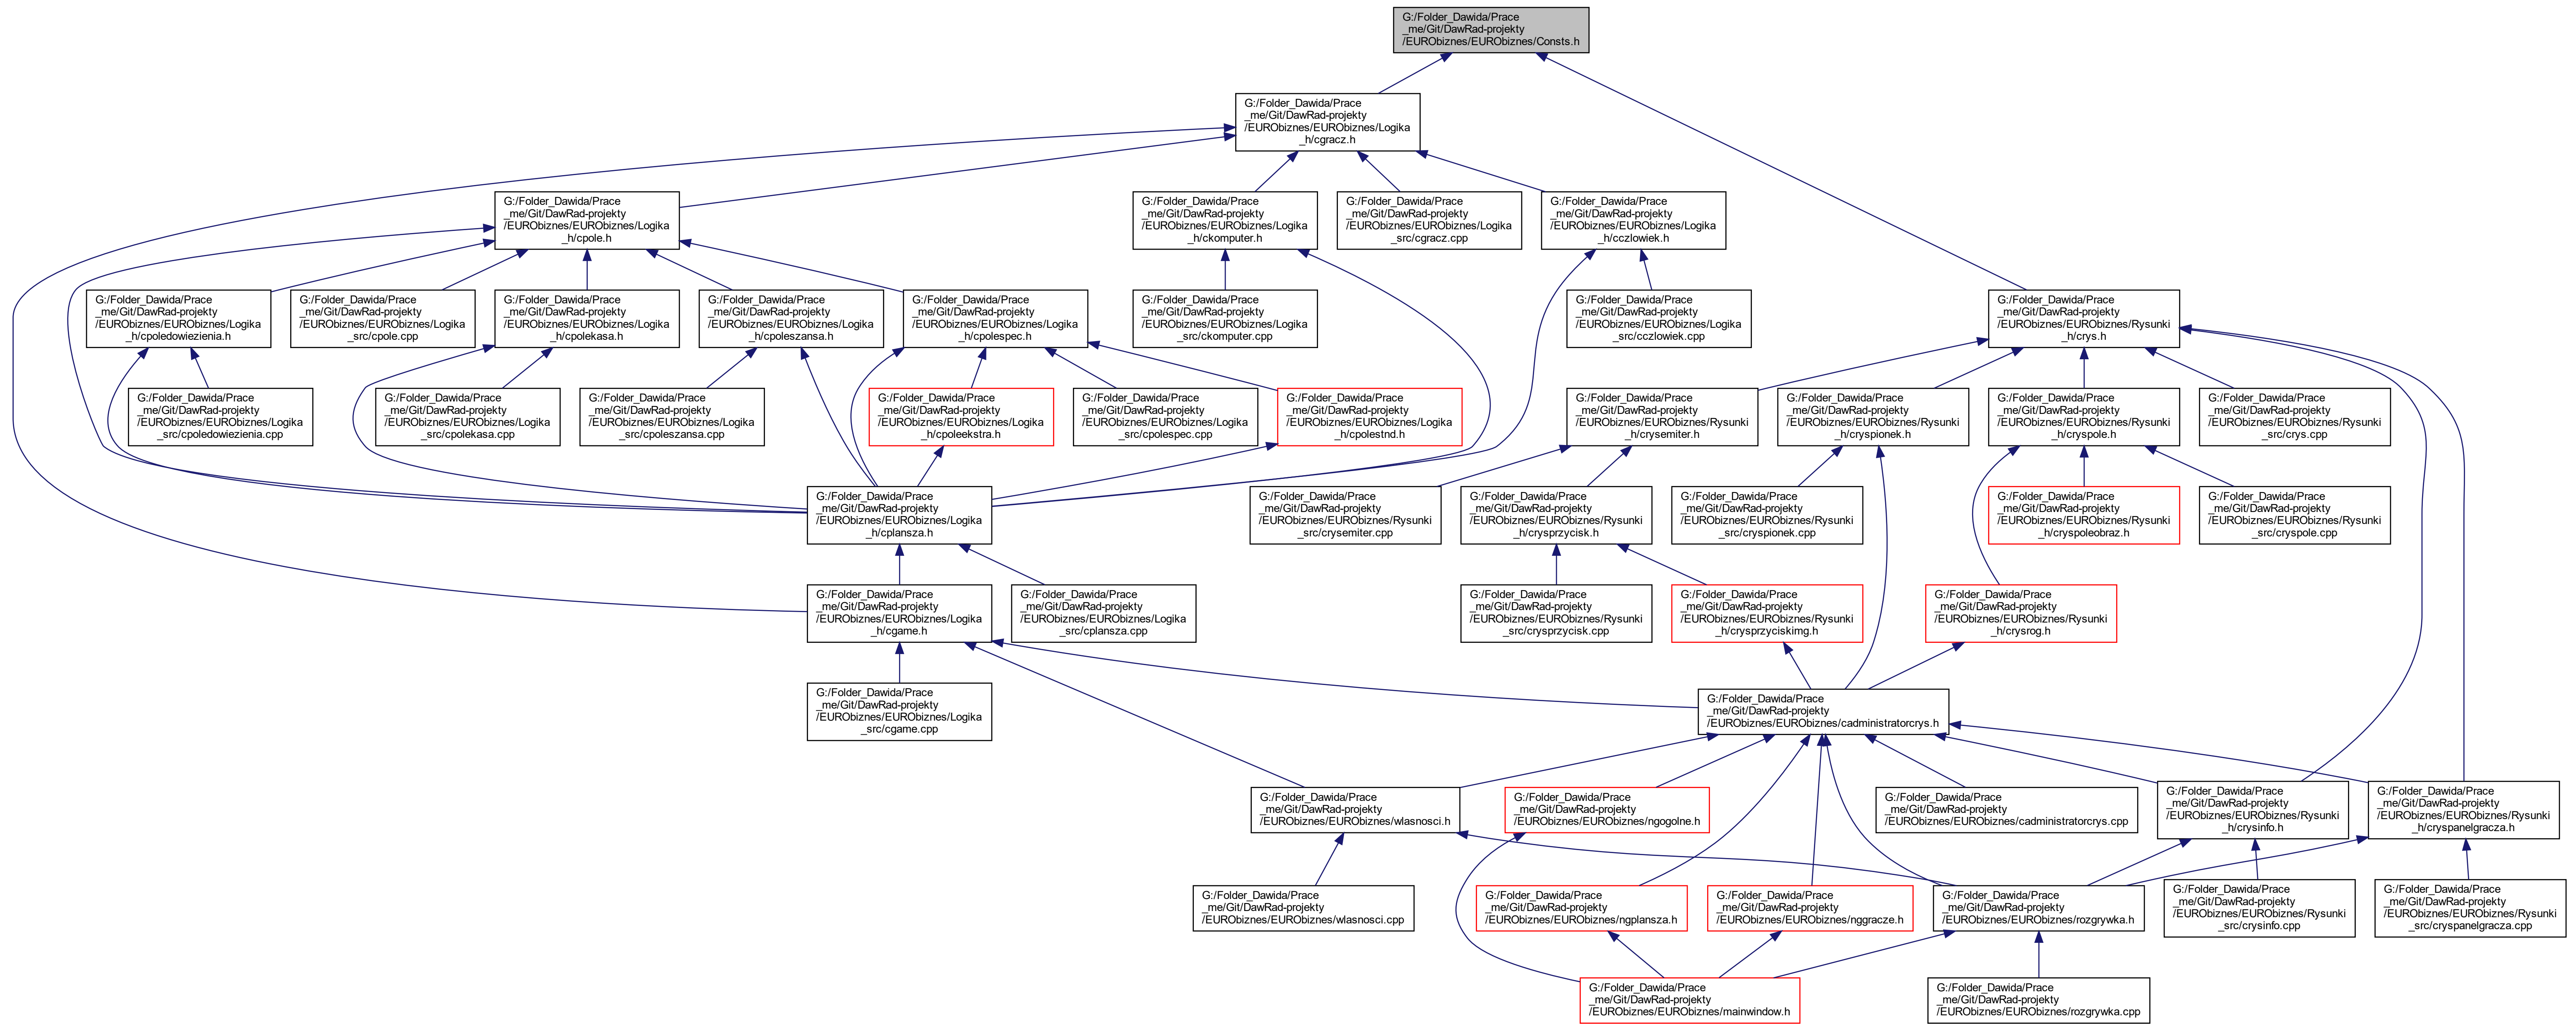 G:/Folder_Dawida/Prace
_me/Git/DawRad-projekty
/EURObiznes/EURObiznes/Consts.h
G:/Folder_Dawida/Prace
_me/Git/DawRad-projekty
/EURObiznes/EURObiznes/Logika
_h/cgracz.h
G:/Folder_Dawida/Prace
_me/Git/DawRad-projekty
/EURObiznes/EURObiznes/Logika
_h/cpole.h
G:/Folder_Dawida/Prace
_me/Git/DawRad-projekty
/EURObiznes/EURObiznes/Logika
_h/ckomputer.h
G:/Folder_Dawida/Prace
_me/Git/DawRad-projekty
/EURObiznes/EURObiznes/Logika
_src/cgracz.cpp
G:/Folder_Dawida/Prace
_me/Git/DawRad-projekty
/EURObiznes/EURObiznes/Logika
_h/cczlowiek.h
G:/Folder_Dawida/Prace
_me/Git/DawRad-projekty
/EURObiznes/EURObiznes/Logika
_h/cpoledowiezienia.h
G:/Folder_Dawida/Prace
_me/Git/DawRad-projekty
/EURObiznes/EURObiznes/Logika
_src/cpole.cpp
G:/Folder_Dawida/Prace
_me/Git/DawRad-projekty
/EURObiznes/EURObiznes/Logika
_h/cpolekasa.h
G:/Folder_Dawida/Prace
_me/Git/DawRad-projekty
/EURObiznes/EURObiznes/Logika
_h/cpoleszansa.h
G:/Folder_Dawida/Prace
_me/Git/DawRad-projekty
/EURObiznes/EURObiznes/Logika
_h/cpolespec.h
G:/Folder_Dawida/Prace
_me/Git/DawRad-projekty
/EURObiznes/EURObiznes/Logika
_src/ckomputer.cpp
G:/Folder_Dawida/Prace
_me/Git/DawRad-projekty
/EURObiznes/EURObiznes/Logika
_src/cczlowiek.cpp
G:/Folder_Dawida/Prace
_me/Git/DawRad-projekty
/EURObiznes/EURObiznes/Rysunki
_h/crys.h
G:/Folder_Dawida/Prace
_me/Git/DawRad-projekty
/EURObiznes/EURObiznes/Logika
_src/cpoledowiezienia.cpp
G:/Folder_Dawida/Prace
_me/Git/DawRad-projekty
/EURObiznes/EURObiznes/Logika
_src/cpolekasa.cpp
G:/Folder_Dawida/Prace
_me/Git/DawRad-projekty
/EURObiznes/EURObiznes/Logika
_src/cpoleszansa.cpp
G:/Folder_Dawida/Prace
_me/Git/DawRad-projekty
/EURObiznes/EURObiznes/Logika
_h/cpoleekstra.h
G:/Folder_Dawida/Prace
_me/Git/DawRad-projekty
/EURObiznes/EURObiznes/Logika
_src/cpolespec.cpp
G:/Folder_Dawida/Prace
_me/Git/DawRad-projekty
/EURObiznes/EURObiznes/Logika
_h/cpolestnd.h
G:/Folder_Dawida/Prace
_me/Git/DawRad-projekty
/EURObiznes/EURObiznes/Rysunki
_h/crysemiter.h
G:/Folder_Dawida/Prace
_me/Git/DawRad-projekty
/EURObiznes/EURObiznes/Rysunki
_h/cryspionek.h
G:/Folder_Dawida/Prace
_me/Git/DawRad-projekty
/EURObiznes/EURObiznes/Rysunki
_h/cryspole.h
G:/Folder_Dawida/Prace
_me/Git/DawRad-projekty
/EURObiznes/EURObiznes/Rysunki
_src/crys.cpp
G:/Folder_Dawida/Prace
_me/Git/DawRad-projekty
/EURObiznes/EURObiznes/Logika
_h/cplansza.h
G:/Folder_Dawida/Prace
_me/Git/DawRad-projekty
/EURObiznes/EURObiznes/Rysunki
_src/crysemiter.cpp
G:/Folder_Dawida/Prace
_me/Git/DawRad-projekty
/EURObiznes/EURObiznes/Rysunki
_h/crysprzycisk.h
G:/Folder_Dawida/Prace
_me/Git/DawRad-projekty
/EURObiznes/EURObiznes/Rysunki
_src/cryspionek.cpp
G:/Folder_Dawida/Prace
_me/Git/DawRad-projekty
/EURObiznes/EURObiznes/Rysunki
_h/cryspoleobraz.h
G:/Folder_Dawida/Prace
_me/Git/DawRad-projekty
/EURObiznes/EURObiznes/Rysunki
_src/cryspole.cpp
G:/Folder_Dawida/Prace
_me/Git/DawRad-projekty
/EURObiznes/EURObiznes/Logika
_h/cgame.h
G:/Folder_Dawida/Prace
_me/Git/DawRad-projekty
/EURObiznes/EURObiznes/Logika
_src/cplansza.cpp
G:/Folder_Dawida/Prace
_me/Git/DawRad-projekty
/EURObiznes/EURObiznes/Rysunki
_src/crysprzycisk.cpp
G:/Folder_Dawida/Prace
_me/Git/DawRad-projekty
/EURObiznes/EURObiznes/Rysunki
_h/crysprzyciskimg.h
G:/Folder_Dawida/Prace
_me/Git/DawRad-projekty
/EURObiznes/EURObiznes/Rysunki
_h/crysrog.h
G:/Folder_Dawida/Prace
_me/Git/DawRad-projekty
/EURObiznes/EURObiznes/Logika
_src/cgame.cpp
G:/Folder_Dawida/Prace
_me/Git/DawRad-projekty
/EURObiznes/EURObiznes/cadministratorcrys.h
G:/Folder_Dawida/Prace
_me/Git/DawRad-projekty
/EURObiznes/EURObiznes/wlasnosci.h
G:/Folder_Dawida/Prace
_me/Git/DawRad-projekty
/EURObiznes/EURObiznes/ngogolne.h
G:/Folder_Dawida/Prace
_me/Git/DawRad-projekty
/EURObiznes/EURObiznes/cadministratorcrys.cpp
G:/Folder_Dawida/Prace
_me/Git/DawRad-projekty
/EURObiznes/EURObiznes/Rysunki
_h/crysinfo.h
G:/Folder_Dawida/Prace
_me/Git/DawRad-projekty
/EURObiznes/EURObiznes/Rysunki
_h/cryspanelgracza.h
G:/Folder_Dawida/Prace
_me/Git/DawRad-projekty
/EURObiznes/EURObiznes/wlasnosci.cpp
G:/Folder_Dawida/Prace
_me/Git/DawRad-projekty
/EURObiznes/EURObiznes/ngplansza.h
G:/Folder_Dawida/Prace
_me/Git/DawRad-projekty
/EURObiznes/EURObiznes/nggracze.h
G:/Folder_Dawida/Prace
_me/Git/DawRad-projekty
/EURObiznes/EURObiznes/rozgrywka.h
G:/Folder_Dawida/Prace
_me/Git/DawRad-projekty
/EURObiznes/EURObiznes/Rysunki
_src/crysinfo.cpp
G:/Folder_Dawida/Prace
_me/Git/DawRad-projekty
/EURObiznes/EURObiznes/Rysunki
_src/cryspanelgracza.cpp
G:/Folder_Dawida/Prace
_me/Git/DawRad-projekty
/EURObiznes/EURObiznes/mainwindow.h
G:/Folder_Dawida/Prace
_me/Git/DawRad-projekty
/EURObiznes/EURObiznes/rozgrywka.cpp